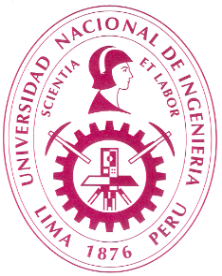 UNIVERSIDAD NACIONAL DE INGENIERIA
SCIENTIA ET LABOR
LIMA 1876 PERU